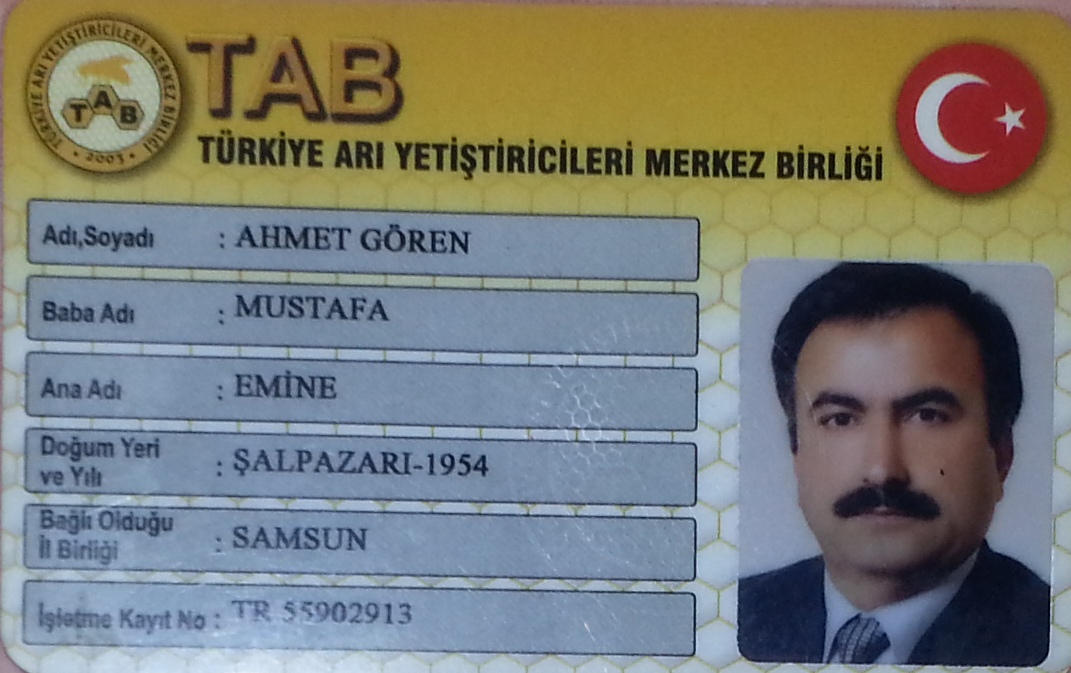 TAB
TÜRKİYE ARI YETİŞTİRİCİLERİ MERKEZ BİRLİĞİ
TÜRKİYE ARI YETİŞTİRİCİLERİ MERKEZ BİRLİĞİ • 2003 •
TAB
Adı,Soyadı : AHMET GÖREN
Baba Adı : MUSTAFA
Ana Adı : EMİNE
Doğum Yeri ve Yılı : ŞALPAZARI-1954
Bağlı Olduğu İl Birliği : SAMSUN
İşletme Kayıt No : TR 55902913